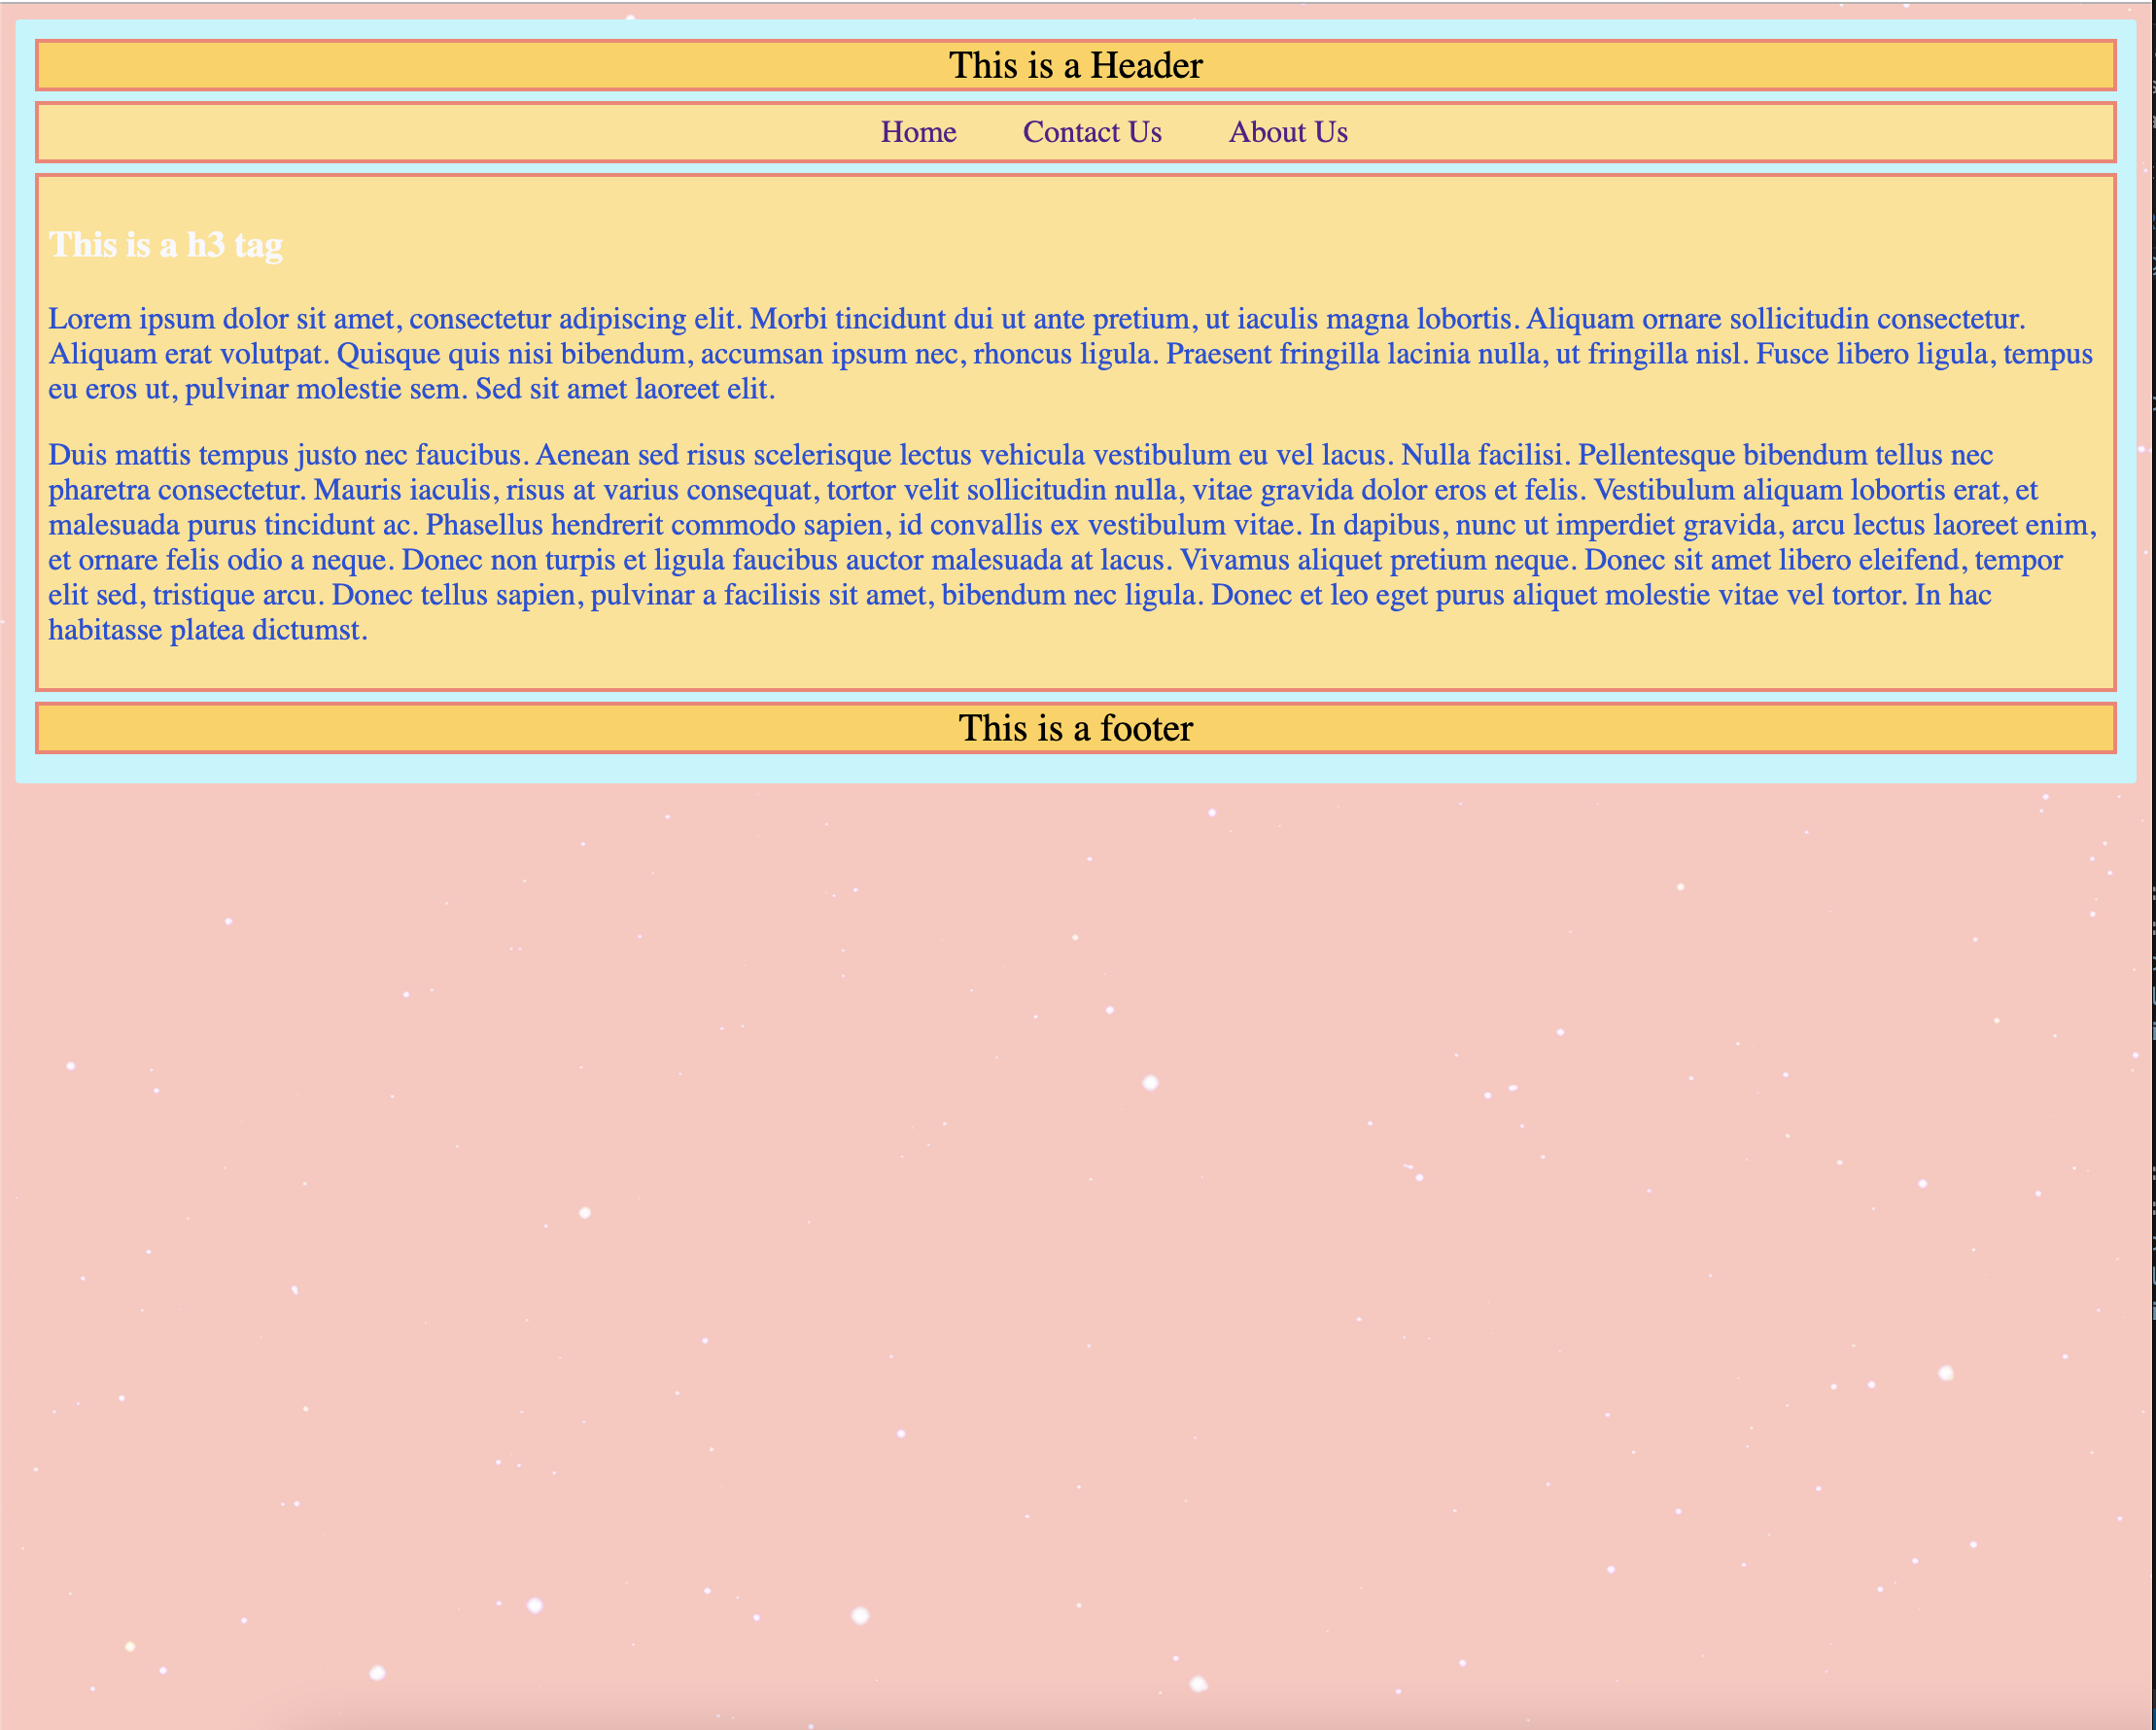 This is a Header
Home Contact Us About Us
This is a h3 tag
Lorem ipsum dolor sit amet, consectetur adipiscing elit. Morbi tincidunt dui ut ante pretium, ut iaculis magna lobortis. Aliquam ornare sollicitudin consectetur.
Aliquam erat volutpat. Quisque quis nisi bibendum, accumsan ipsum nec, rhoncus ligula. Praesent fringilla lacinia nulla, ut fringilla nisl. Fusce libero ligula, tempus
eu eros ut, pulvinar molestie sem. Sed sit amet laoreet elit.
Duis mattis tempus justo nec faucibus. Aenean sed risus scelerisque lectus vehicula vestibulum eu vel lacus. Nulla facilisi. Pellentesque bibendum tellus nec
pharetra consectetur. Mauris iaculis, risus at varius consequat, tortor velit sollicitudin nulla, vitae gravida dolor eros et felis. Vestibulum aliquam lobortis erat, et
malesuada purus tincidunt ac. Phasellus hendrerit commodo sapien, id convallis ex vestibulum vitae. In dapibus, nunc ut imperdiet gravida, arcu lectus laoreet enim,
et ornare felis odio a neque. Donec non turpis et ligula faucibus auctor malesuada at lacus. Vivamus aliquet pretium neque. Donec sit amet libero eleifend, tempor
elit sed, tristique arcu. Donec tellus sapien, pulvinar a facilisis sit amet, bibendum nec ligula. Donec et leo eget purus aliquet molestie vitae vel tortor. In hac
habitasse platea dictumst.
This is a footer